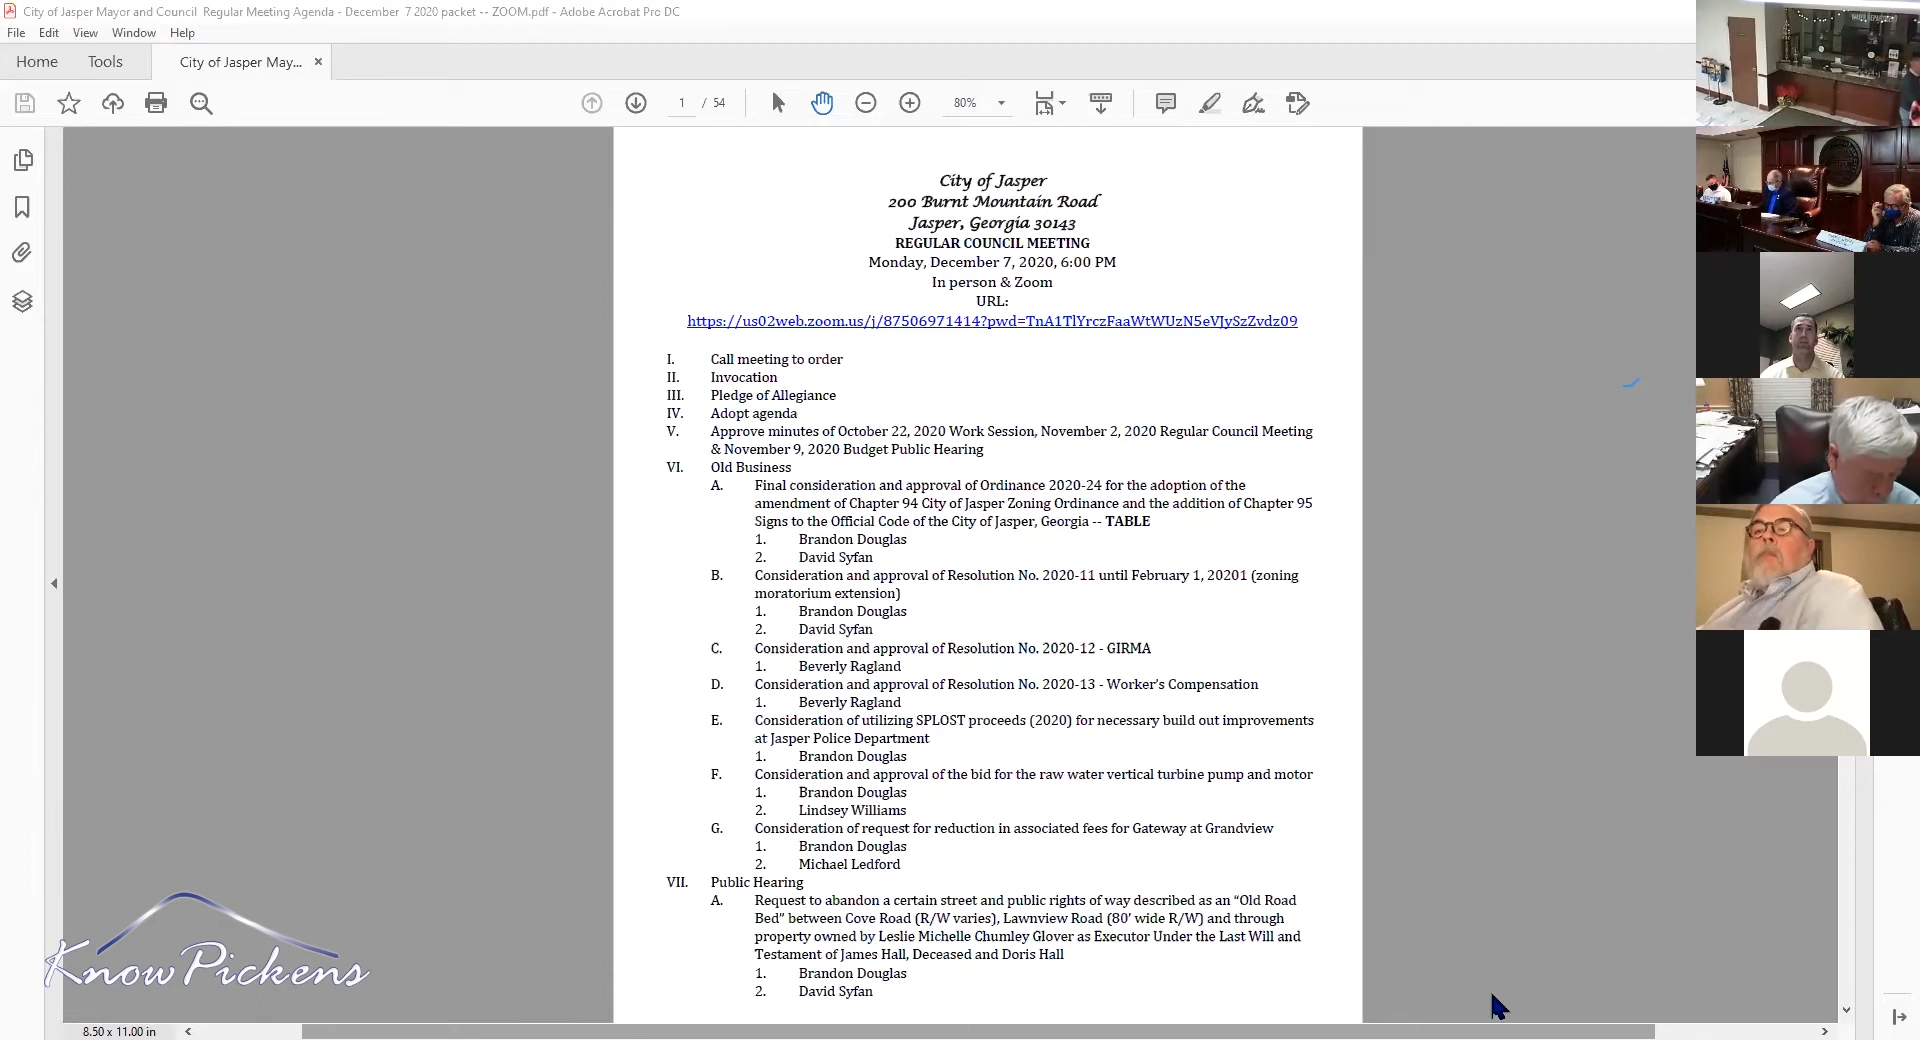 City of Jasper Mayor and Council  Regular Meeting Agenda - December  7 2020 packet -- ZOOM.pdf - Adobe Acrobat Pro DC
File Edit View Window Help
Home Tools City of Jasper May... ×
1 / 54 80%
City of Jasper
200 Burnt Mountain Road
Jasper, Georgia 30143
REGULAR COUNCIL MEETING
Monday, December 7, 2020, 6:00 PM
In person & Zoom
URL:
https://us02web.zoom.us/j/87506971414?pwd=TnA1TlYrczFaaWtWUzN5eVJySzZvdz09
I. Call meeting to order
II. Invocation
III. Pledge of Allegiance
IV. Adopt agenda
V. Approve minutes of October 22, 2020 Work Session, November 2, 2020 Regular Council Meeting
& November 9, 2020 Budget Public Hearing
VI. Old Business
A. Final consideration and approval of Ordinance 2020-24 for the adoption of the
amendment of Chapter 94 City of Jasper Zoning Ordinance and the addition of Chapter 95
Signs to the Official Code of the City of Jasper, Georgia -- TABLE
1. Brandon Douglas
2. David Syfan
B. Consideration and approval of Resolution No. 2020-11 until February 1, 20201 (zoning
moratorium extension)
1. Brandon Douglas
2. David Syfan
C. Consideration and approval of Resolution No. 2020-12 - GIRMA
1. Beverly Ragland
D. Consideration and approval of Resolution No. 2020-13 - Worker's Compensation
1. Beverly Ragland
E. Consideration of utilizing SPLOST proceeds (2020) for necessary build out improvements
at Jasper Police Department
1. Brandon Douglas
F. Consideration and approval of the bid for the raw water vertical turbine pump and motor
1. Brandon Douglas
2. Lindsey Williams
G. Consideration of request for reduction in associated fees for Gateway at Grandview
1. Brandon Douglas
2. Michael Ledford
VII. Public Hearing
A. Request to abandon a certain street and public rights of way described as an “Old Road
Bed” between Cove Road (R/W varies), Lawnview Road (80’ wide R/W) and through
property owned by Leslie Michelle Chumley Glover as Executor Under the Last Will and
Testament of James Hall, Deceased and Doris Hall
1. Brandon Douglas
2. David Syfan
KnowPickens
8.50 x 11.00 in